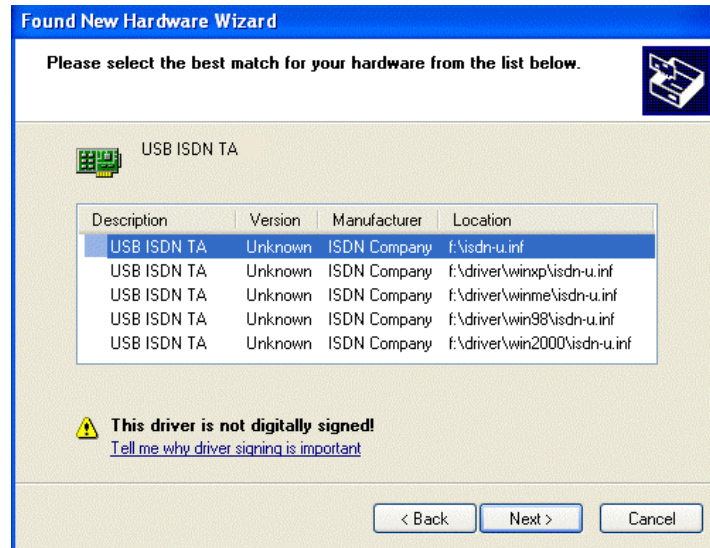 Found New Hardware Wizard
Please select the best match for your hardware from the list below.
USB ISDN TA
Description Version Manufacturer Location
USB ISDN TA Unknown ISDN Company f:\isdn-u.inf
USB ISDN TA Unknown ISDN Company f:\driver\winxp\isdn-u.inf
USB ISDN TA Unknown ISDN Company f:\driver\winme\isdn-u.inf
USB ISDN TA Unknown ISDN Company f:\driver\win98\isdn-u.inf
USB ISDN TA Unknown ISDN Company f:\driver\win2000\isdn-u.inf
This driver is not digitally signed!
Tell me why driver signing is important
< Back Next > Cancel